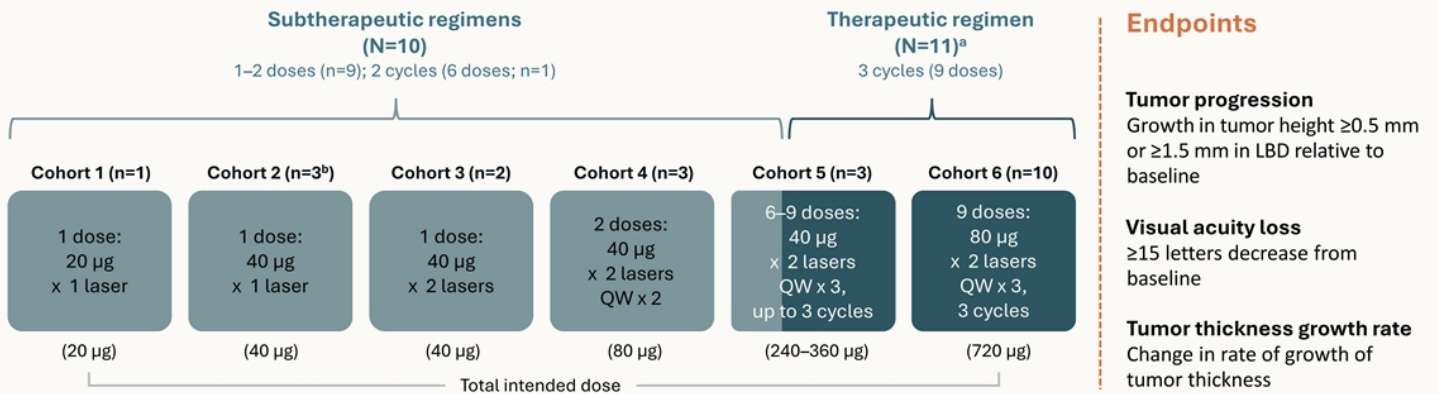 Subtherapeutic regimens
(N=10)
1–2 doses (n=9); 2 cycles (6 doses; n=1)
Therapeutic regimen
(N=11)ᵃ
3 cycles (9 doses)
Cohort 1 (n=1)
1 dose:
20 µg
x 1 laser
(20 µg)
Cohort 2 (n=3ᵇ)
1 dose:
40 µg
x 1 laser
(40 µg)
Cohort 3 (n=2)
1 dose:
40 µg
x 2 lasers
(40 µg)
Cohort 4 (n=3)
2 doses:
40 µg
x 2 lasers
QW x 2
(80 µg)
Cohort 5 (n=3)
6–9 doses:
40 µg
x 2 lasers
QW x 3,
up to 3 cycles
(240–360 µg)
Cohort 6 (n=10)
9 doses:
80 µg
x 2 lasers
QW x 3,
3 cycles
(720 µg)
Total intended dose
Endpoints
Tumor progression
Growth in tumor height ≥0.5 mm
or ≥1.5 mm in LBD relative to
baseline
Visual acuity loss
≥15 letters decrease from
baseline
Tumor thickness growth rate
Change in rate of growth of
tumor thickness